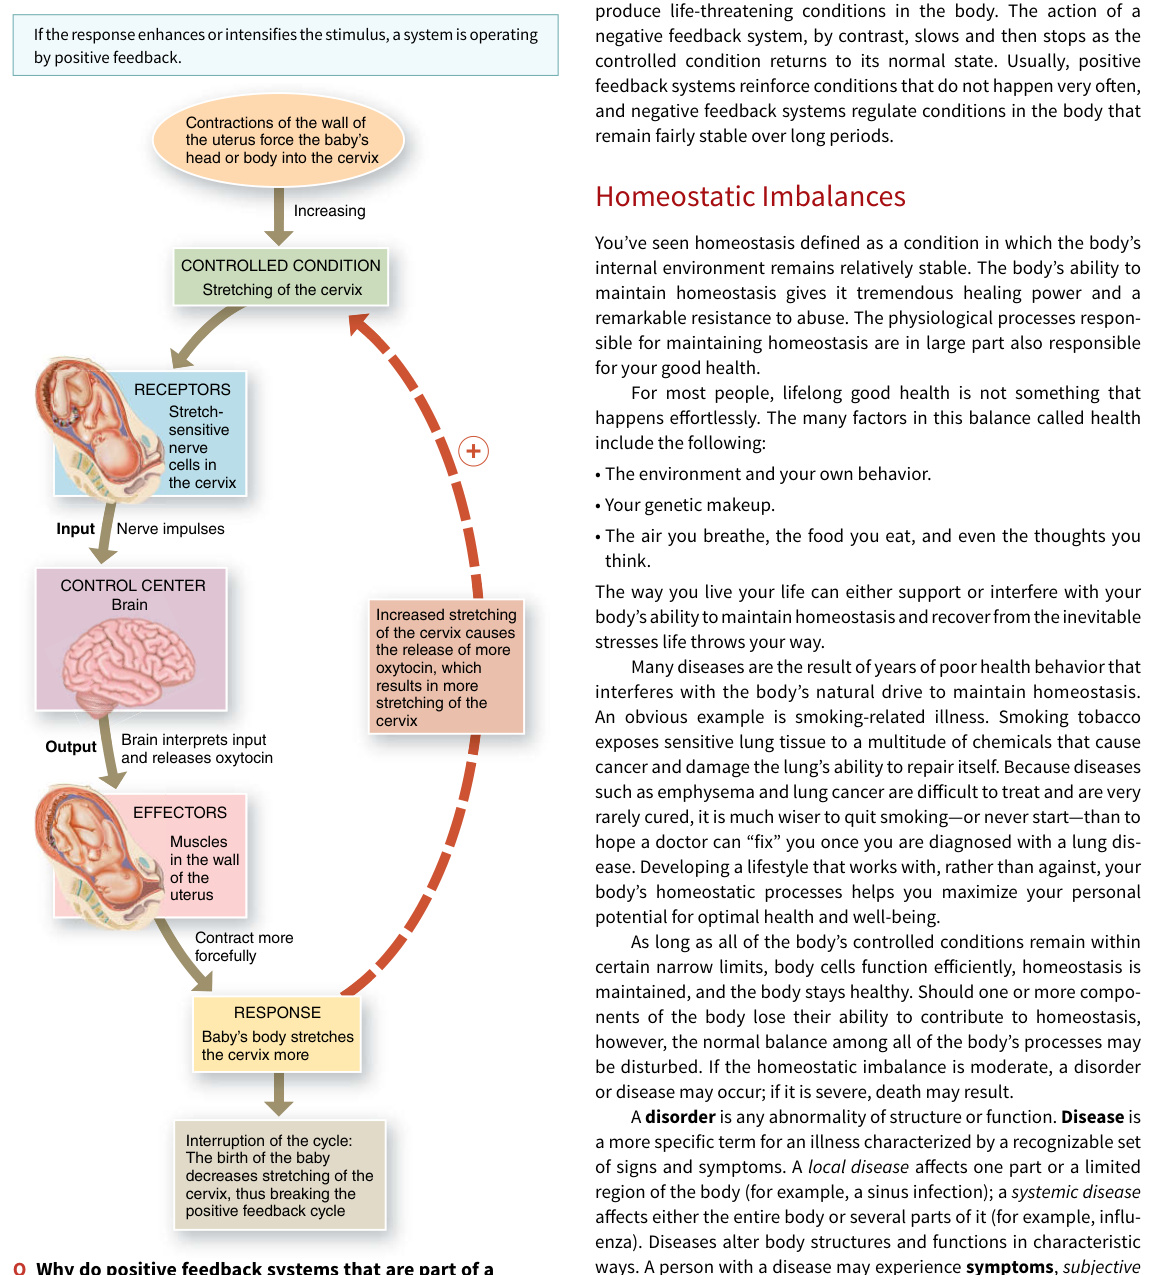 If the response enhances or intensifies the stimulus, a system is operating
by positive feedback.
Contractions of the wall of
the uterus force the baby's
head or body into the cervix
Increasing
CONTROLLED CONDITION
Stretching of the cervix
RECEPTORS
Stretch-
sensitive
nerve
cells in
the cervix
+
Input
Nerve impulses
CONTROL CENTER
Brain
Increased stretching
of the cervix causes
the release of more
oxytocin, which
results in more
stretching of the
cervix
Output
Brain interprets input
and releases oxytocin
EFFECTORS
Muscles
in the wall
of the
uterus
Contract more
forcefully
RESPONSE
Baby's body stretches
the cervix more
Interruption of the cycle:
The birth of the baby
decreases stretching of the
cervix, thus breaking the
positive feedback cycle
Q Why do positive feedback systems that are part of a
produce life-threatening conditions in the body. The action of a
negative feedback system, by contrast, slows and then stops as the
controlled condition returns to its normal state. Usually, positive
feedback systems reinforce conditions that do not happen very often,
and negative feedback systems regulate conditions in the body that
remain fairly stable over long periods.
Homeostatic Imbalances
You've seen homeostasis defined as a condition in which the body's
internal environment remains relatively stable. The body's ability to
maintain homeostasis gives it tremendous healing power and a
remarkable resistance to abuse. The physiological processes respon-
sible for maintaining homeostasis are in large part also responsible
for your good health.
For most people, lifelong good health is not something that
happens effortlessly. The many factors in this balance called health
include the following:
• The environment and your own behavior.
• Your genetic makeup.
• The air you breathe, the food you eat, and even the thoughts you
think.
The way you live your life can either support or interfere with your
body's ability to maintain homeostasis and recover from the inevitable
stresses life throws your way.
Many diseases are the result of years of poor health behavior that
interferes with the body's natural drive to maintain homeostasis.
An obvious example is smoking-related illness. Smoking tobacco
exposes sensitive lung tissue to a multitude of chemicals that cause
cancer and damage the lung's ability to repair itself. Because diseases
such as emphysema and lung cancer are difficult to treat and are very
rarely cured, it is much wiser to quit smoking—or never start—than to
hope a doctor can "fix" you once you are diagnosed with a lung dis-
ease. Developing a lifestyle that works with, rather than against, your
body's homeostatic processes helps you maximize your personal
potential for optimal health and well-being.
As long as all of the body's controlled conditions remain within
certain narrow limits, body cells function efficiently, homeostasis is
maintained, and the body stays healthy. Should one or more compo-
nents of the body lose their ability to contribute to homeostasis,
however, the normal balance among all of the body's processes may
be disturbed. If the homeostatic imbalance is moderate, a disorder
or disease may occur; if it is severe, death may result.
A disorder is any abnormality of structure or function. Disease is
a more specific term for an illness characterized by a recognizable set
of signs and symptoms. A local disease affects one part or a limited
region of the body (for example, a sinus infection); a systemic disease
affects either the entire body or several parts of it (for example, influ-
enza). Diseases alter body structures and functions in characteristic
ways. A person with a disease may experience symptoms, subjective